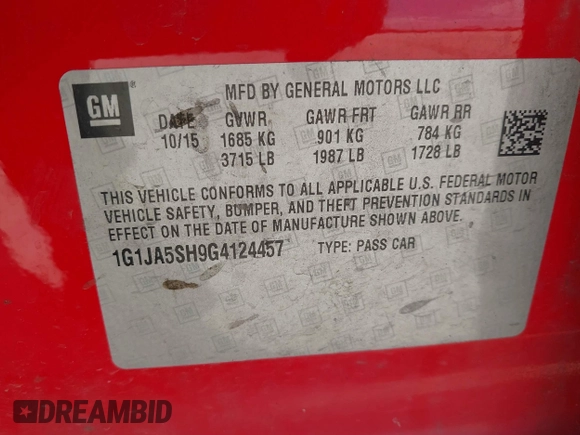 GM
MFD BY GENERAL MOTORS LLC
DATE GVWR GAWR FRT GAWR RR
10/15 1685 KG 901 KG 784 KG
3715 LB 1987 LB 1728 LB
THIS VEHICLE CONFORMS TO ALL APPLICABLE U.S. FEDERAL MOTOR
VEHICLE SAFETY, BUMPER, AND THEFT PREVENTION STANDARDS IN
EFFECT ON THE DATE OF MANUFACTURE SHOWN ABOVE.
1G1JA5SH9G4124457 TYPE: PASS CAR
DREAMBID